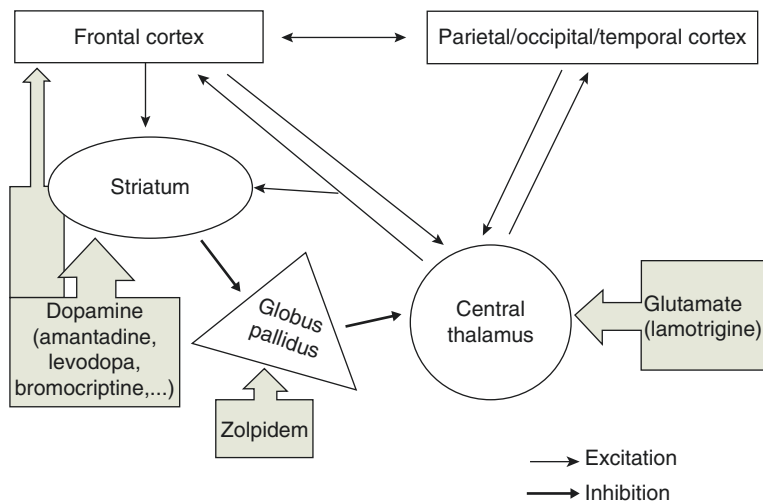 Frontal cortex
Parietal/occipital/temporal cortex
Striatum
Dopamine
(amantadine,
levodopa,
bromocriptine,...)
Globus
pallidus
Zolpidem
Central
thalamus
Glutamate
(lamotrigine)
Excitation
Inhibition